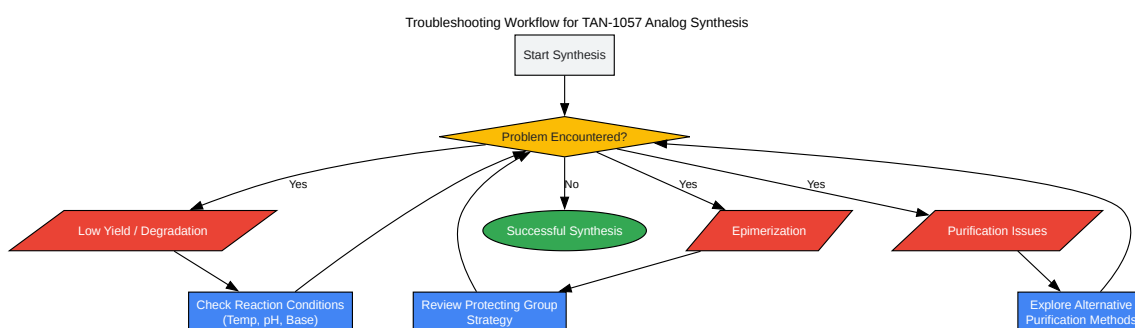 Troubleshooting Workflow for TAN-1057 Analog Synthesis
Start Synthesis
Problem Encountered?
Yes
No
Yes
Yes
Low Yield / Degradation
Successful Synthesis
Epimerization
Purification Issues
Check Reaction Conditions
(Temp, pH, Base)
Review Protecting Group
Strategy
Explore Alternative
Purification Methods